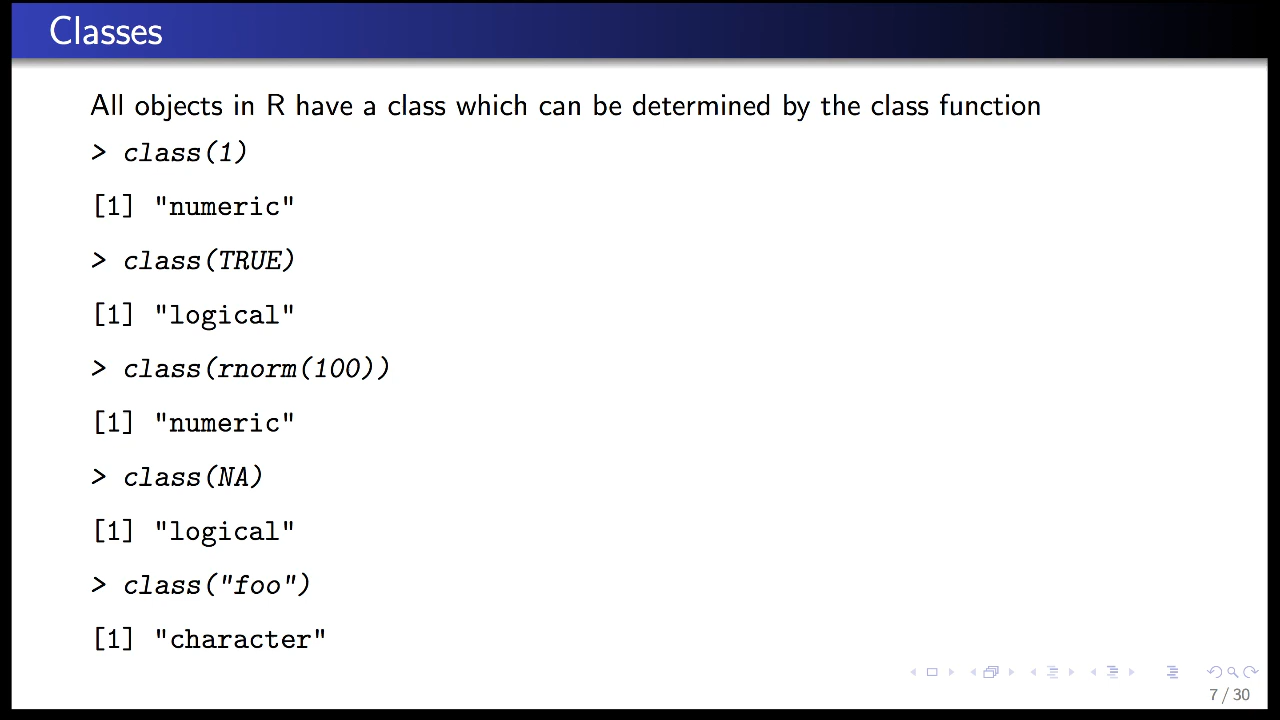 Classes
All objects in R have a class which can be determined by the class function
> class(1)
[1] "numeric"
> class(TRUE)
[1] "logical"
> class(rnorm(100))
[1] "numeric"
> class(NA)
[1] "logical"
> class("foo")
[1] "character"
7 / 30